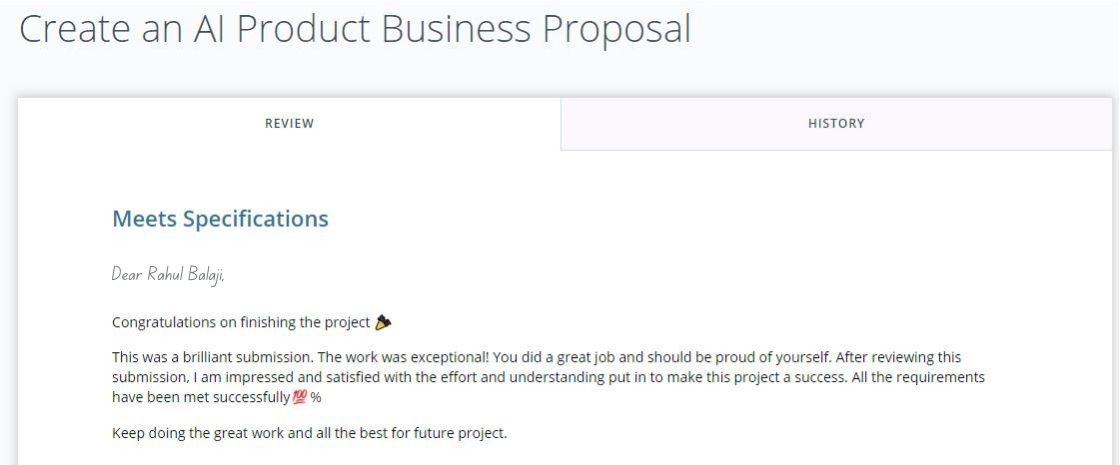 Create an AI Product Business Proposal
REVIEW
HISTORY
Meets Specifications
Dear Rahul Balaji,
Congratulations on finishing the project 🎉
This was a brilliant submission. The work was exceptional! You did a great job and should be proud of yourself. After reviewing this
submission, I am impressed and satisfied with the effort and understanding put in to make this project a success. All the requirements
have been met successfully💯 %
Keep doing the great work and all the best for future project.